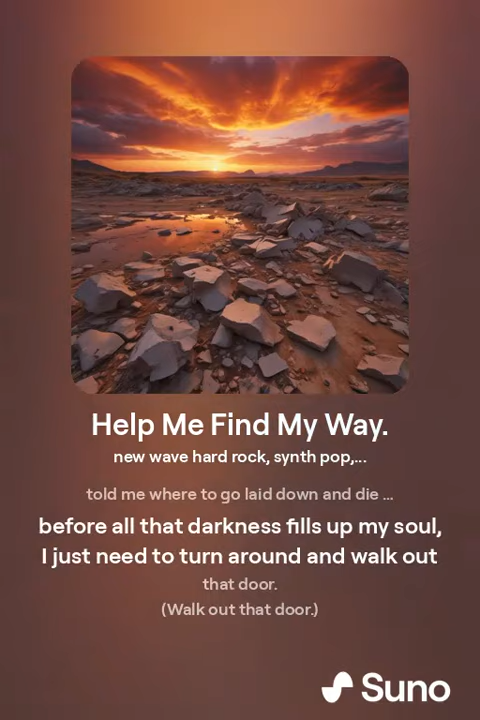 Help Me Find My Way.
new wave hard rock, synth pop,...
told me where to go laid down and die ...
before all that darkness fills up my soul,
I just need to turn around and walk out
that door.
(Walk out that door.)
Suno